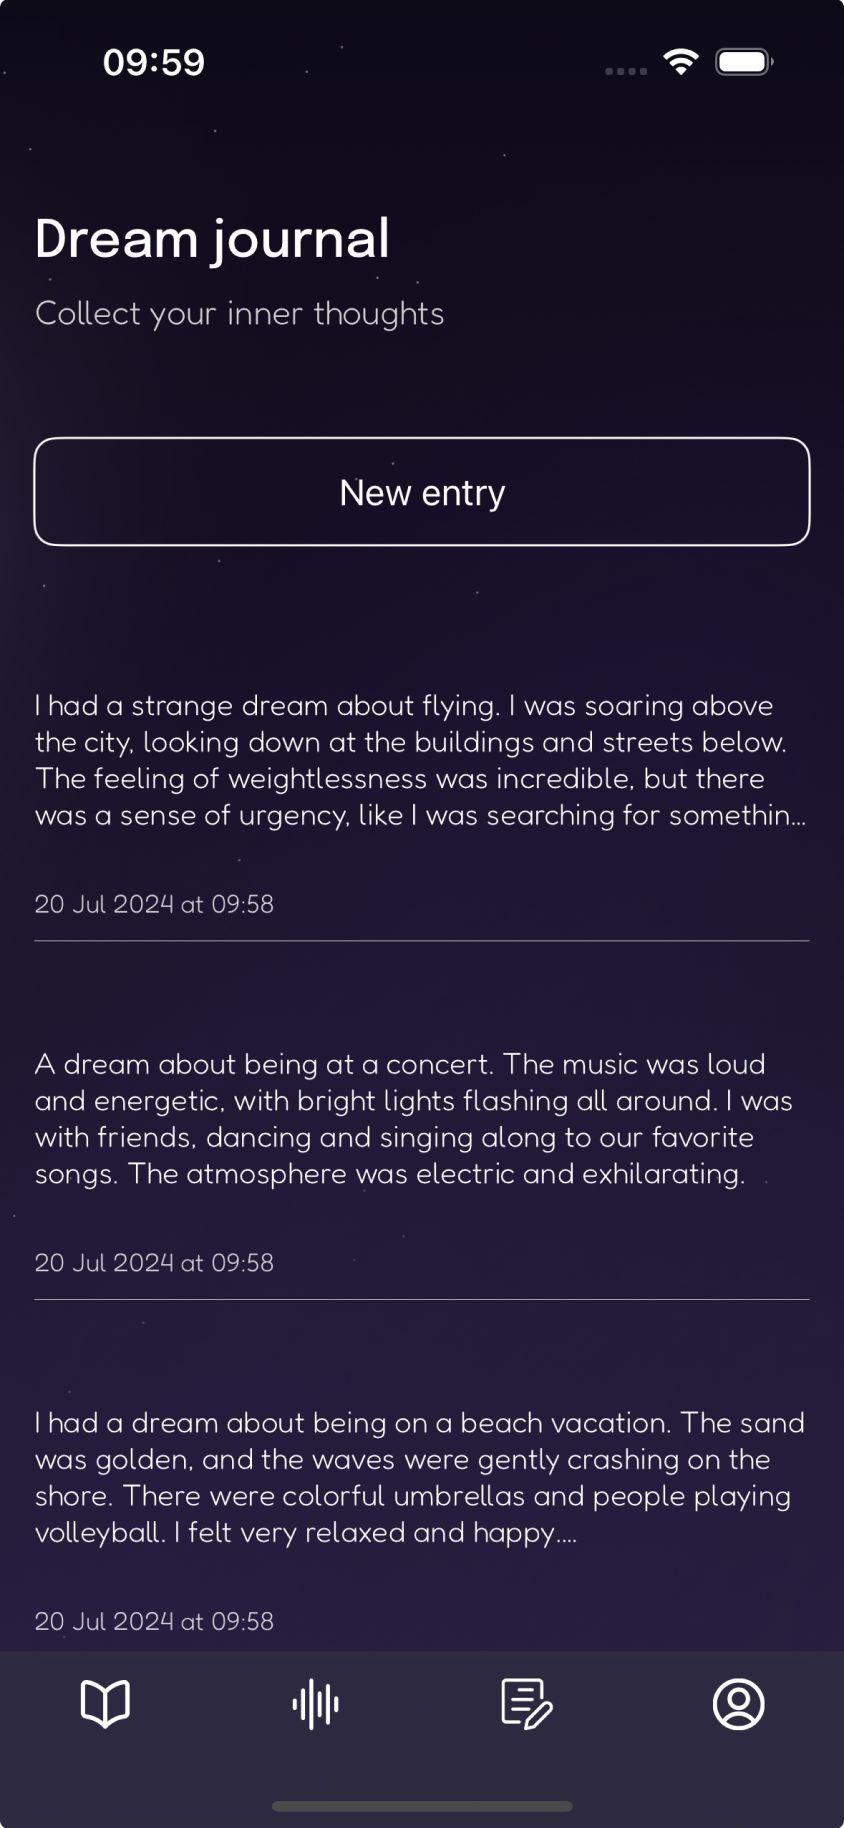 09:59
Dream journal
Collect your inner thoughts
New entry
I had a strange dream about flying. I was soaring above
the city, looking down at the buildings and streets below.
The feeling of weightlessness was incredible, but there
was a sense of urgency, like I was searching for somethin...
20 Jul 2024 at 09:58
A dream about being at a concert. The music was loud
and energetic, with bright lights flashing all around. I was
with friends, dancing and singing along to our favorite
songs. The atmosphere was electric and exhilarating.
20 Jul 2024 at 09:58
I had a dream about being on a beach vacation. The sand
was golden, and the waves were gently crashing on the
shore. There were colorful umbrellas and people playing
volleyball. I felt very relaxed and happy....
20 Jul 2024 at 09:58